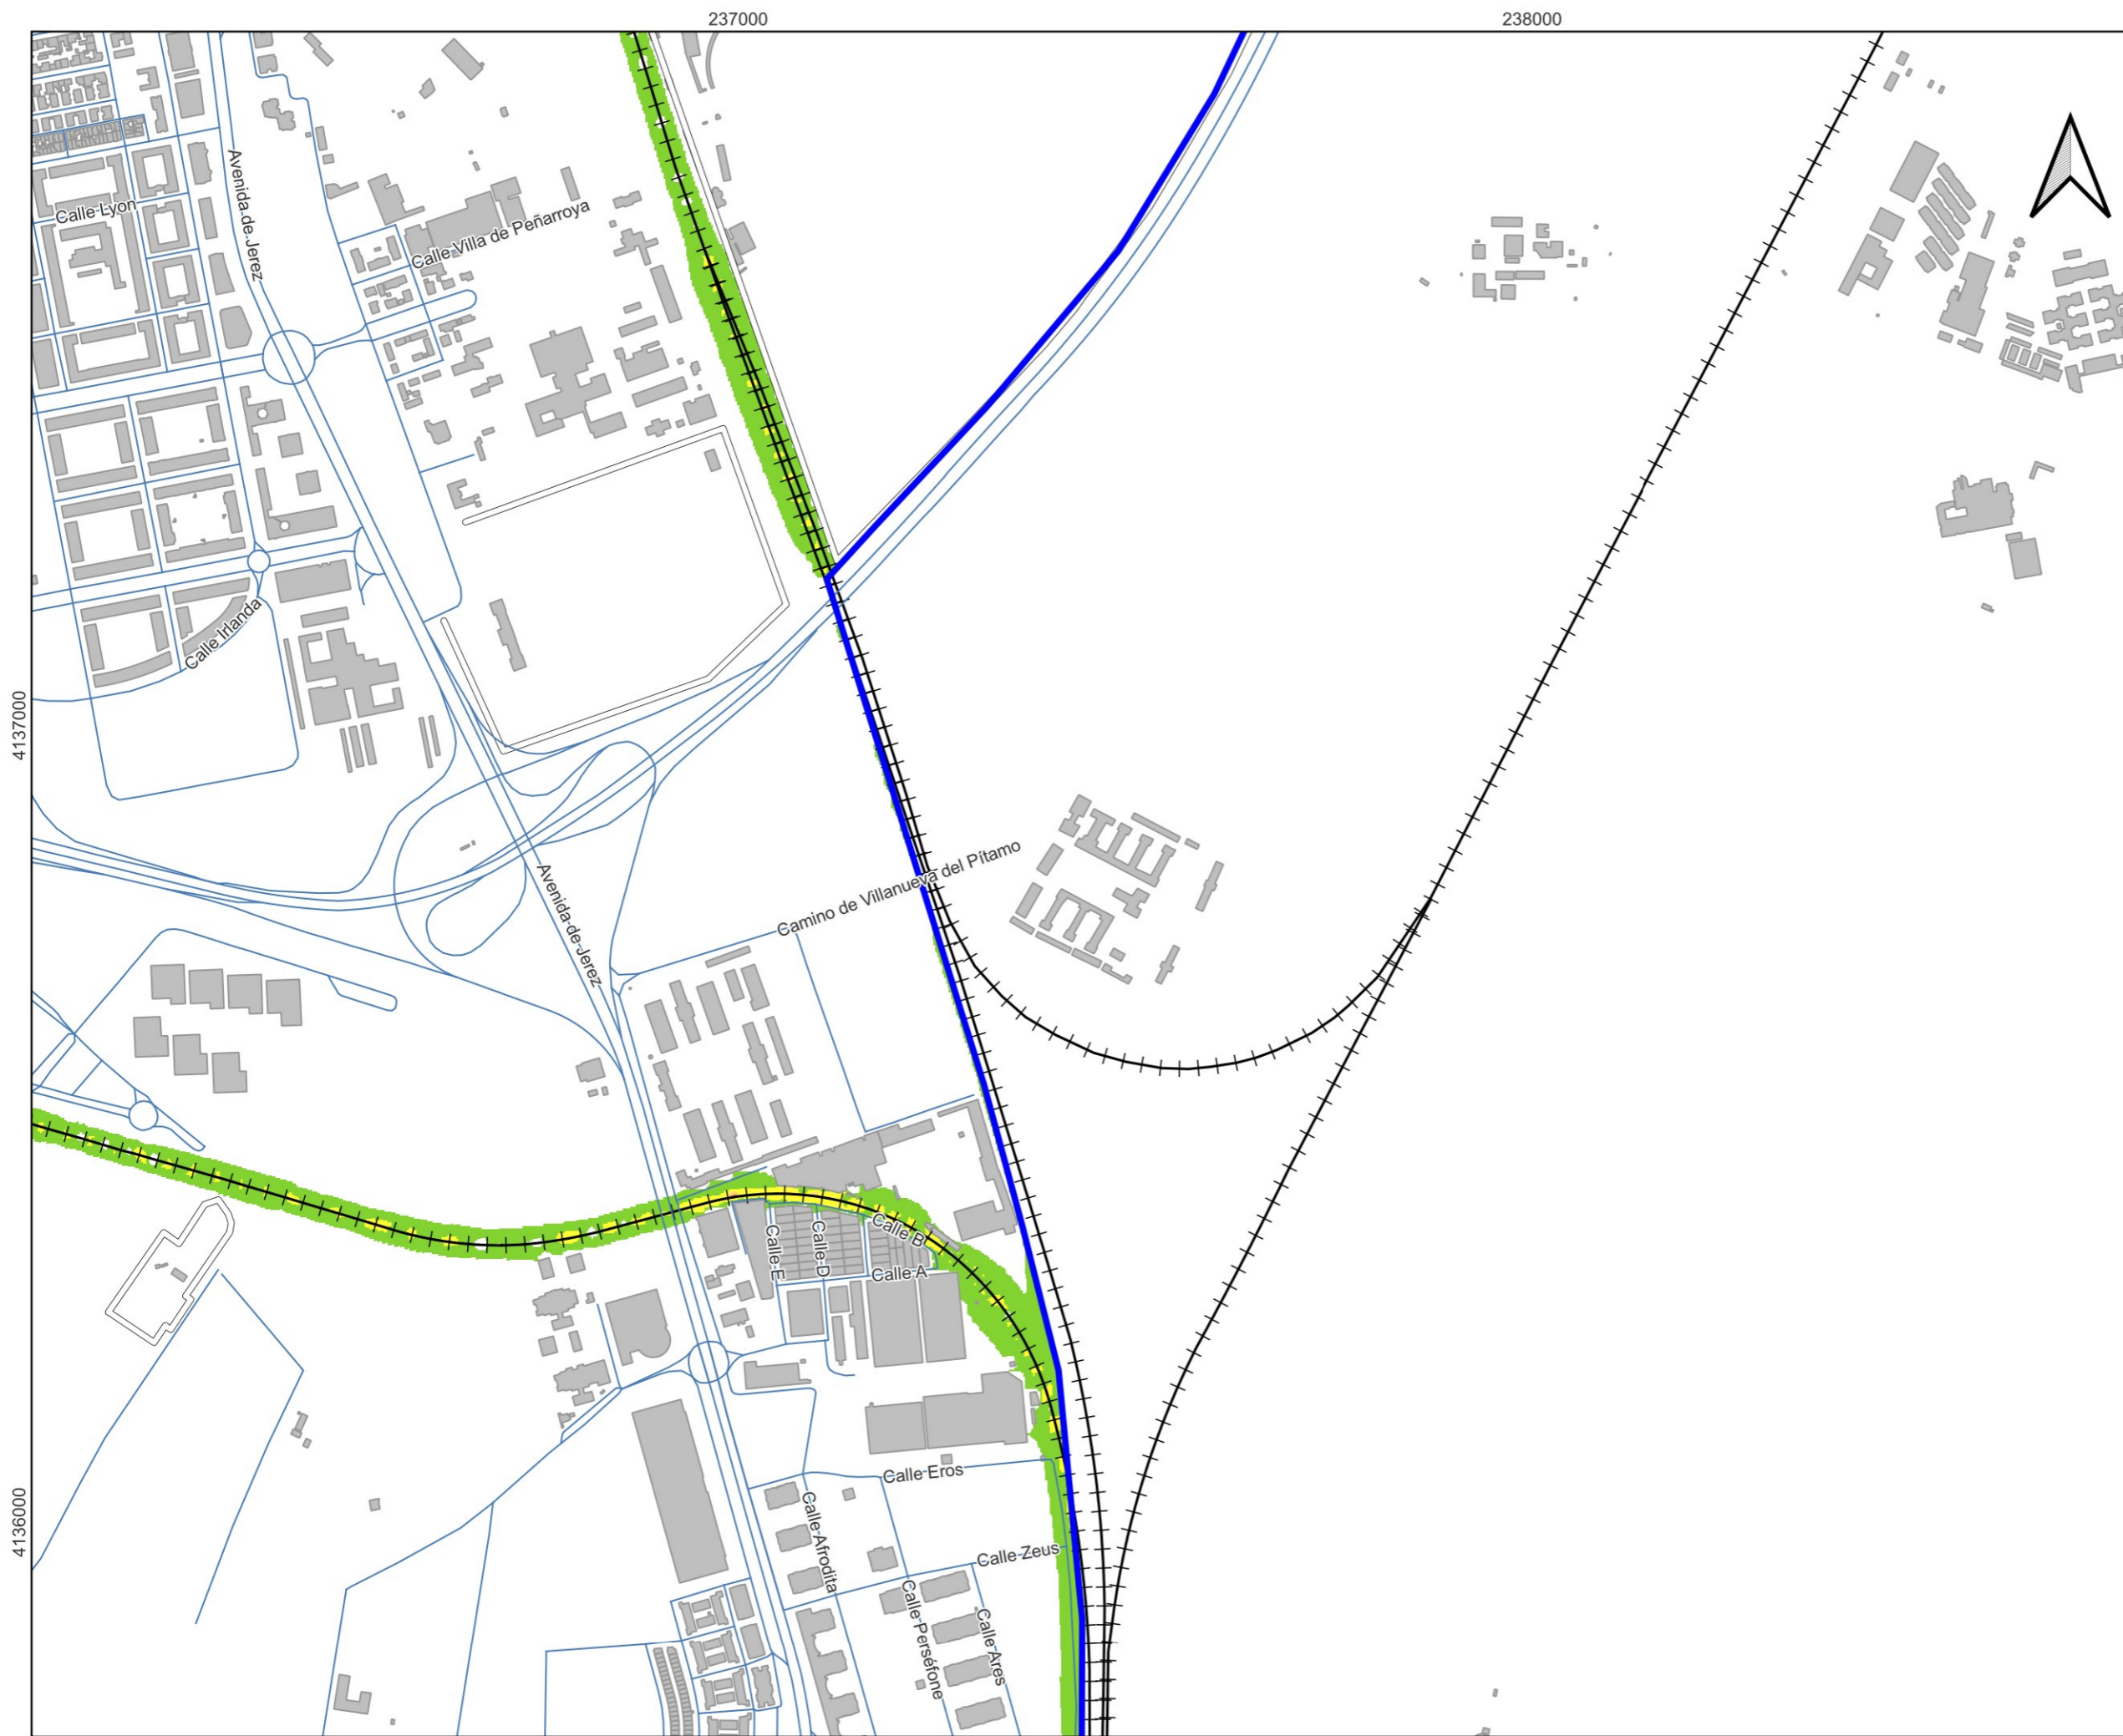 237000
238000
Avenida de Jerez
Calle Lyon
Calle Villa de Peñarroya
Calle Irlanda
4137000
Camino de Villanueva del Pítamo
Avenida de Jerez
Calle B
Calle E
Calle D
Calle A
Calle Eros
4136000
Calle Afrodita
Calle Zeus
Calle Perséfone
Calle Ares